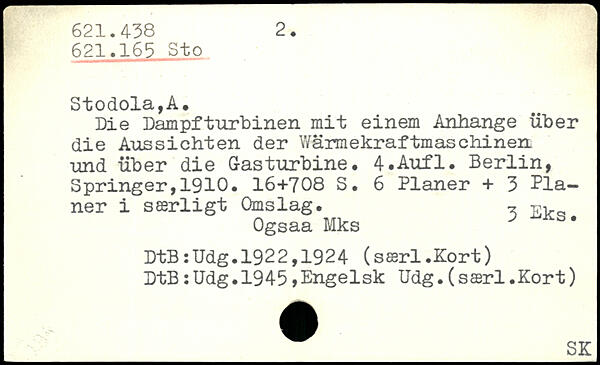 621.438 2.
621.165 Sto
Stodola,A.
Die Dampfturbinen mit einem Anhange über
die Aussichten der Wärmekraftmaschinen
und über die Gasturbine. 4.Aufl. Berlin,
Springer,1910. 16+708 S. 6 Planer + 3 Pla-
ner i særligt Omslag.
3 Eks.
Ogsaa Mks
DtB:Udg.1922,1924 (særl.Kort)
DtB:Udg.1945,Engelsk Udg.(særl.Kort)
SK